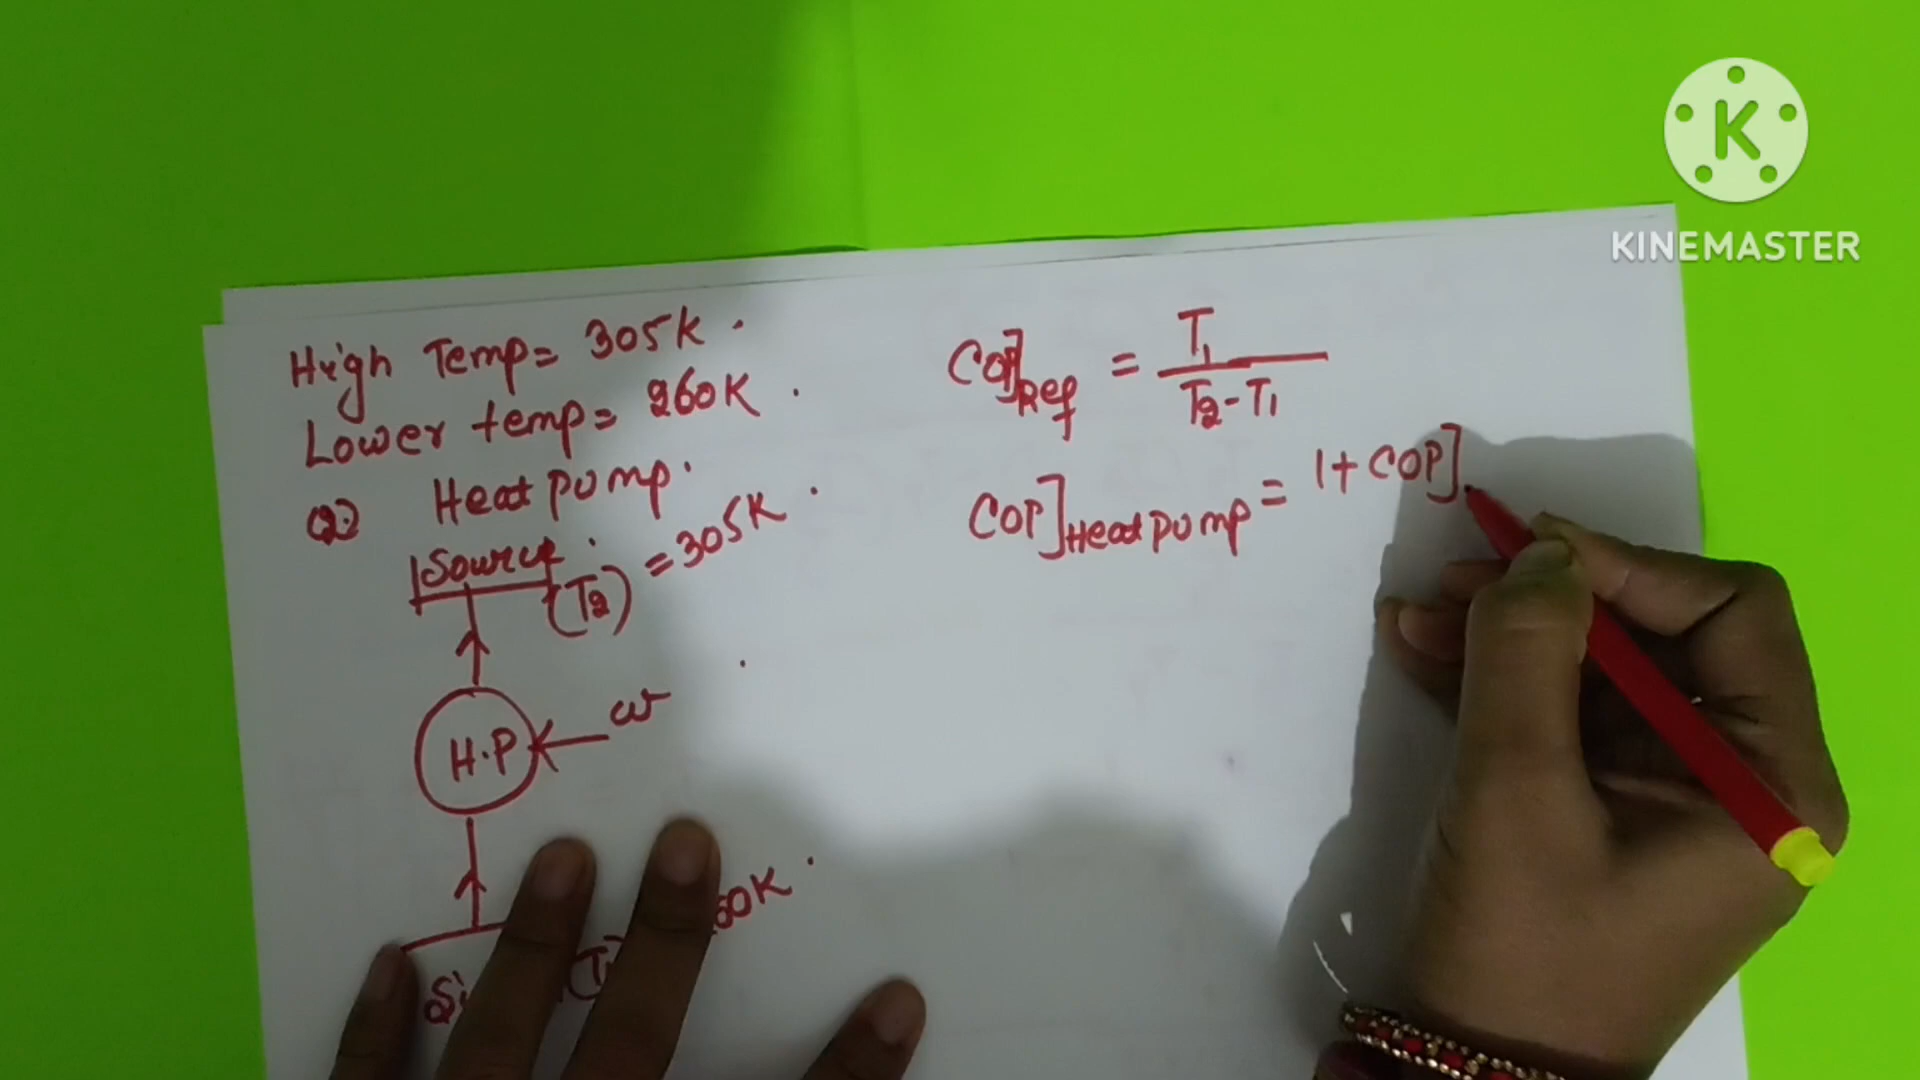 High Temp = 305K .
Lower temp = 260K .
Q2 Heat pump.
Source .
(T2) = 305K .
H.P
w
60K .
COP]Ref = T1 / T2 - T1
COP]Heat pump = 1 + COP]
K
KINEMASTER